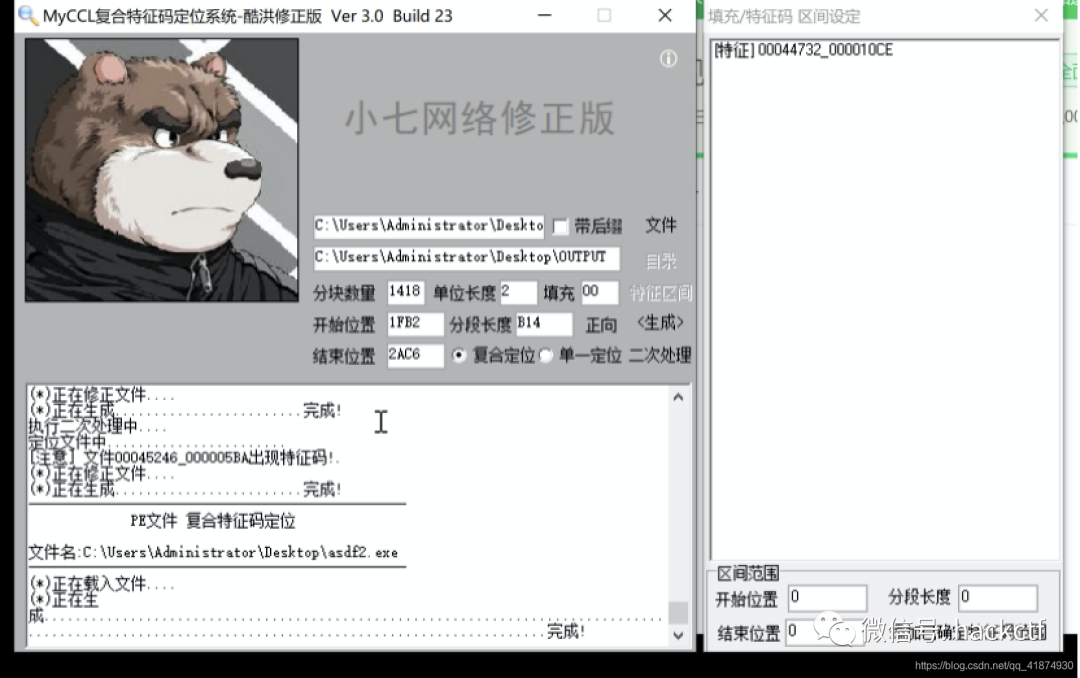 MyCCL复合特征码定位系统-酷洪修正版 Ver 3.0 Build 23
小七网络修正版
C:\Users\Administrator\Deskto 带后缀 文件
C:\Users\Administrator\Desktop\OUTPUT 目录
分块数量 1418 单位长度 2 填充 00 特征区间
开始位置 1FB2 分段长度 B14 正向 <生成>
结束位置 2AC6 复合定位 单一定位 二次处理
(*)正在修正文件....
(*)正在生成........................完成!
执行二次处理中....
定位文件中.......................
[注意] 文件00045246_000005BA出现特征码!.
(*)正在修正文件....
(*)正在生成........................完成!
PE文件 复合特征码定位
文件名:C:\Users\Administrator\Desktop\asdf2.exe
(*)正在载入文件....
(*)正在生
成................................................................................
...................................................................完成!
填充/特征码 区间设定
[特征] 00044732_000010CE
区间范围
开始位置 0 分段长度 0
结束位置 0
微信号: hackctf
https://blog.csdn.net/qq_41874930